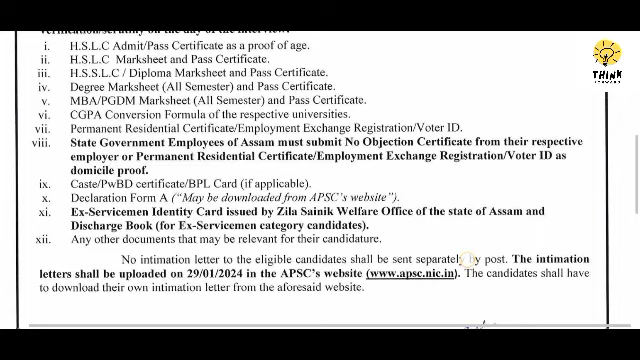 verification/scrutiny on the day of the interview:
i. H.S.L.C Admit/Pass Certificate as a proof of age.
ii. H.S.L.C Marksheet and Pass Certificate.
iii. H.S.S.L.C / Diploma Marksheet and Pass Certificate.
iv. Degree Marksheet (All Semester) and Pass Certificate.
v. MBA/PGDM Marksheet (All Semester) and Pass Certificate.
vi. CGPA Conversion Formula of the respective universities.
vii. Permanent Residential Certificate/Employment Exchange Registration/Voter ID.
viii. State Government Employees of Assam must submit No Objection Certificate from their respective
employer or Permanent Residential Certificate/Employment Exchange Registration/Voter ID as
domicile proof.
ix. Caste/PwBD certificate/BPL Card (if applicable).
x. Declaration Form A ("May be downloaded from APSC's website").
xi. Ex-Servicemen Identity Card issued by Zila Sainik Welfare Office of the state of Assam and
Discharge Book (for Ex-Servicemen category candidates).
xii. Any other documents that may be relevant for their candidature.
No intimation letter to the eligible candidates shall be sent separately by post. The intimation
letters shall be uploaded on 29/01/2024 in the APSC's website (www.apsc.nic.in). The candidates shall have
to download their own intimation letter from the aforesaid website.
THINK